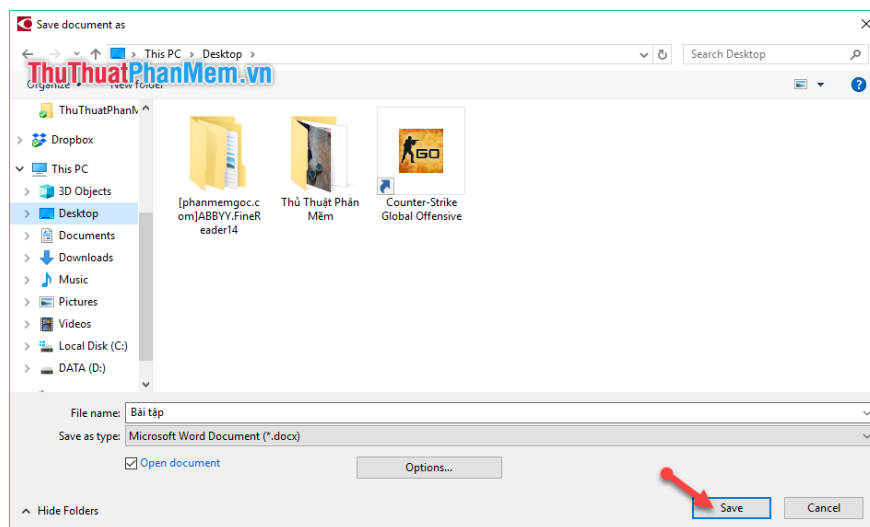 Save document as
This PC > Desktop >
Search Desktop
ThuThuatPhanMem.vn
Organize
New folder
ThuThuatPhanM
Dropbox
This PC
3D Objects
Desktop
Documents
Downloads
Music
Pictures
Videos
Local Disk (C:)
DATA (D:)
[phanmemgoc.c
om]ABBYY.FineR
eader14
Thủ Thuật Phần
Mềm
GO
Counter-Strike
Global Offensive
File name: Bài tập
Save as type: Microsoft Word Document (*.docx)
Open document
Options...
Hide Folders
Save
Cancel